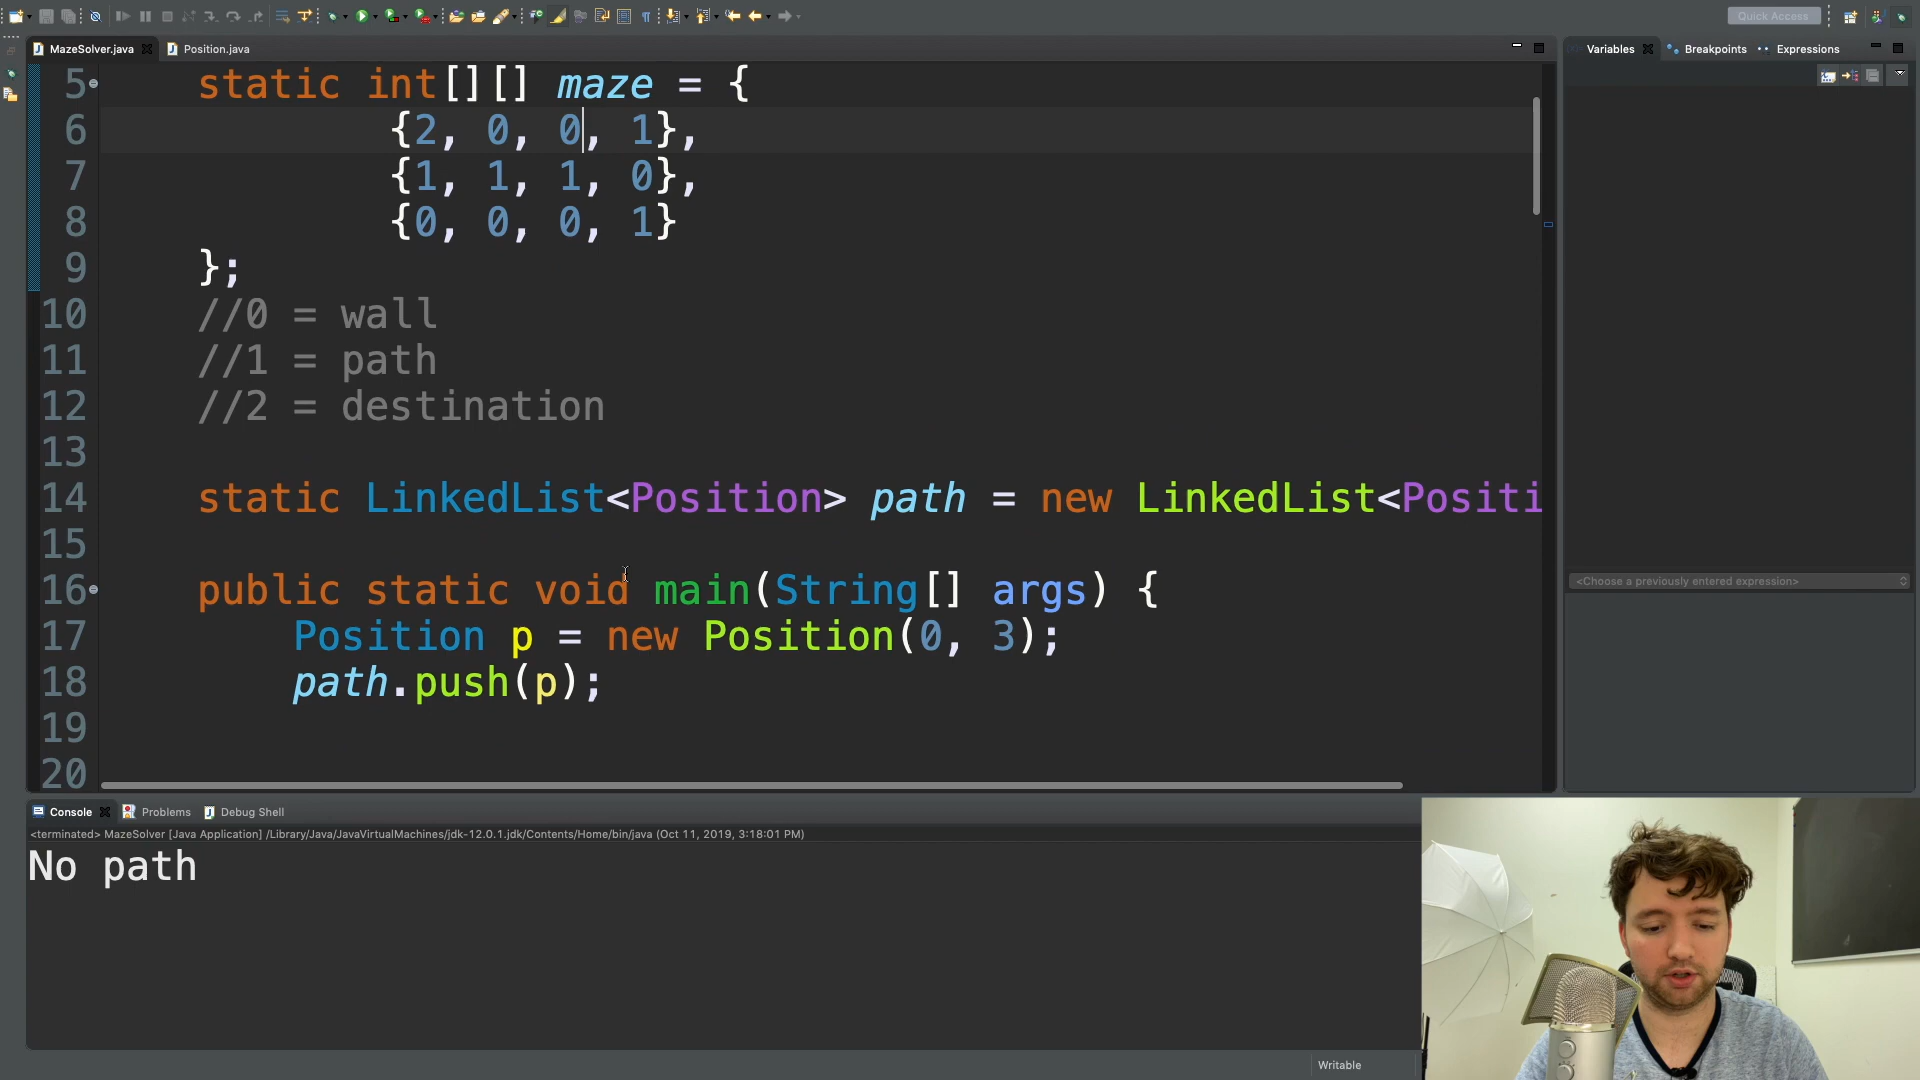 Quick Access
MazeSolver.java
Position.java
Variables
Breakpoints
Expressions
5 static int[][] maze = {
6 {2, 0, 0, 1},
7 {1, 1, 1, 0},
8 {0, 0, 0, 1}
9 };
10 //0 = wall
11 //1 = path
12 //2 = destination
13
14 static LinkedList<Position> path = new LinkedList<Positi
15
16 public static void main(String[] args) {
17 Position p = new Position(0, 3);
18 path.push(p);
19
20
<Choose a previously entered expression>
Console
Problems
Debug Shell
<terminated> MazeSolver [Java Application] /Library/Java/JavaVirtualMachines/jdk-12.0.1.jdk/Contents/Home/bin/java (Oct 11, 2019, 3:18:01 PM)
No path
Writable